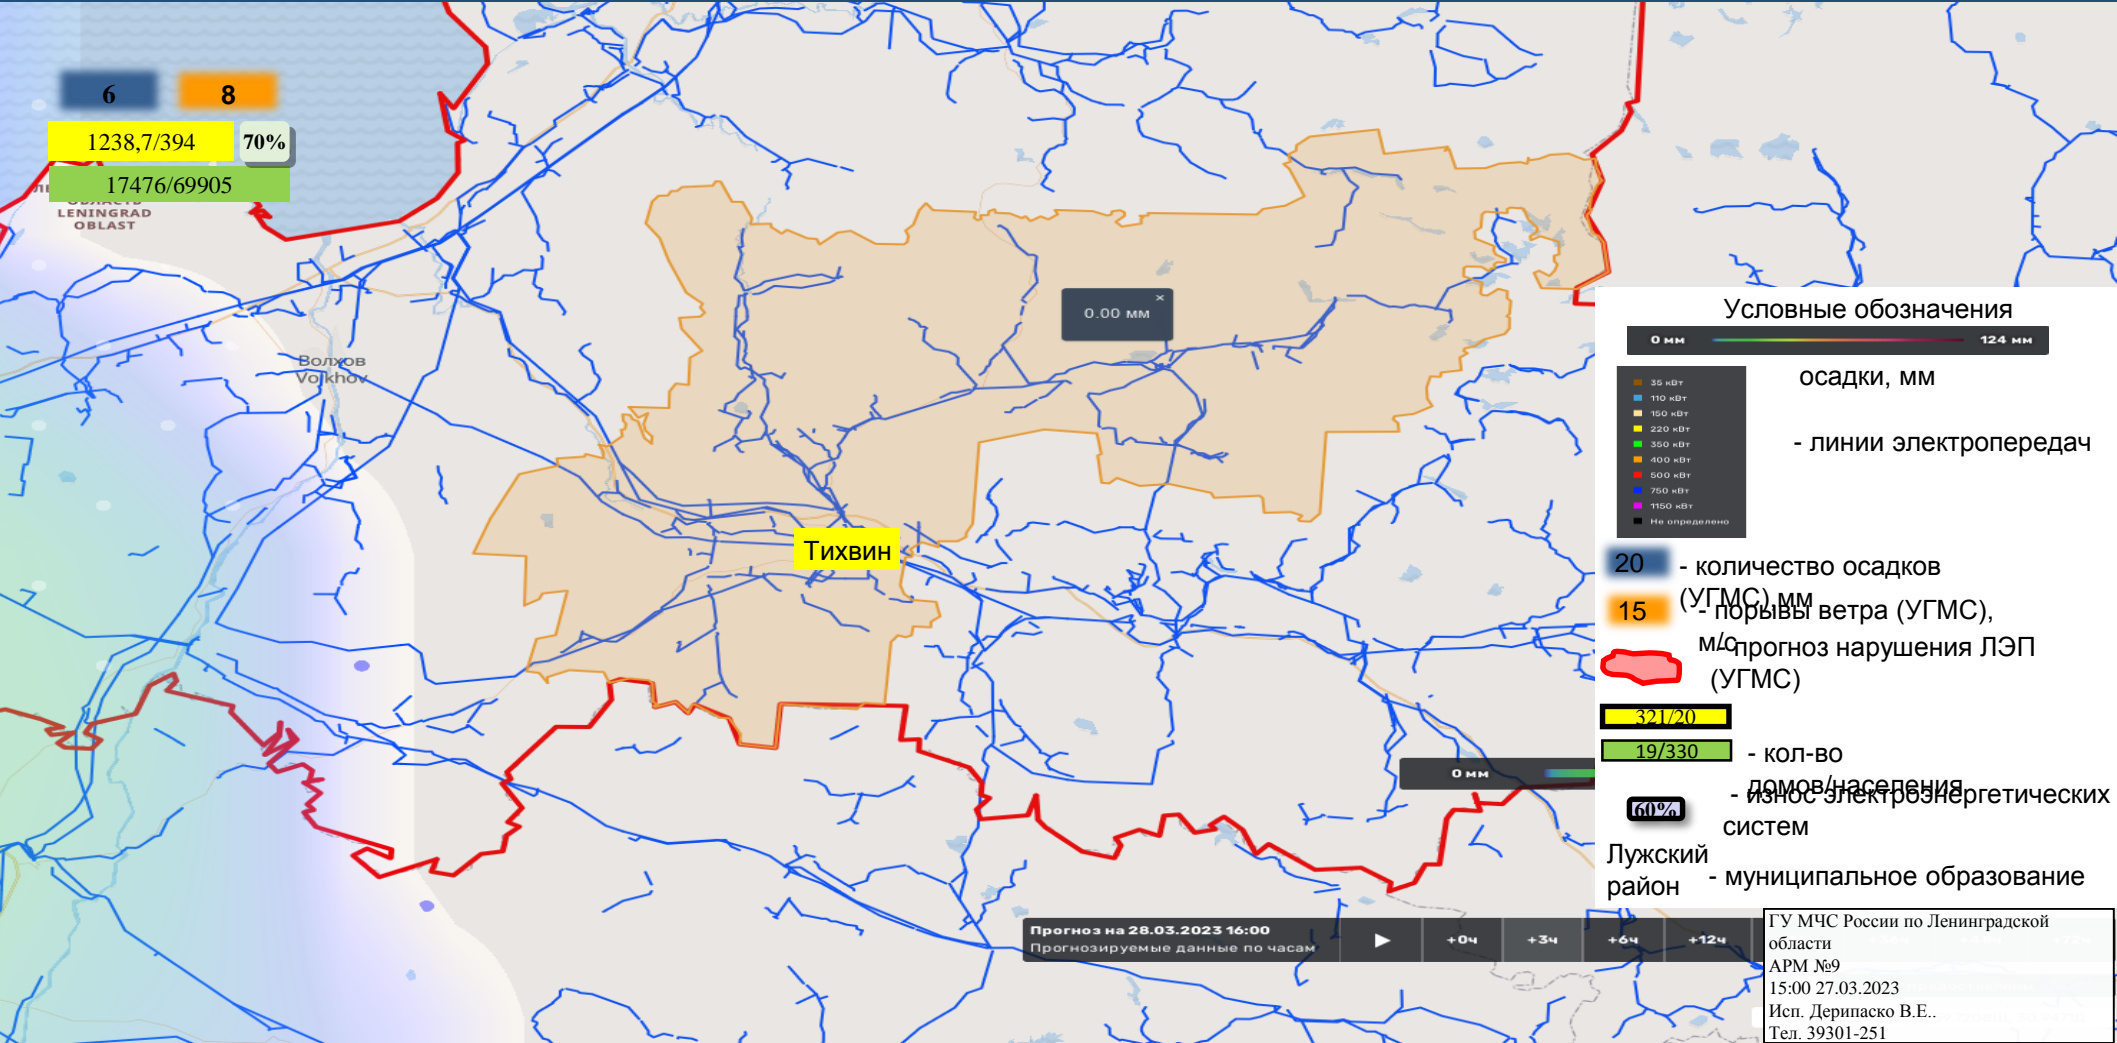 6
8
1238,7/394
70%
17476/69905
ОБЛАСТЬ
LENINGRAD
OBLAST
Волхов
Volkhov
0.00 мм
×
Тихвин
0 мм
Прогноз на 28.03.2023 16:00
Прогнозируемые данные по часам
+0ч
+3ч
+6ч
+12ч
Условные обозначения
0 мм
124 мм
осадки, мм
35 кВт
110 кВт
150 кВт
220 кВт
350 кВт
400 кВт
500 кВт
750 кВт
1150 кВт
Не определено
- линии электропередач
20
- количество осадков
(УГМС),мм
15
- порывы ветра (УГМС),
м/с
- прогноз нарушения ЛЭП
(УГМС)
321/20
19/330
- кол-во
домов/населения
60%
- износ электроэнергетических
систем
Лужский
район
- муниципальное образование
ГУ МЧС России по Ленинградской
области
АРМ №9
15:00 27.03.2023
Исп. Дерипаско В.Е..
Тел. 39301-251